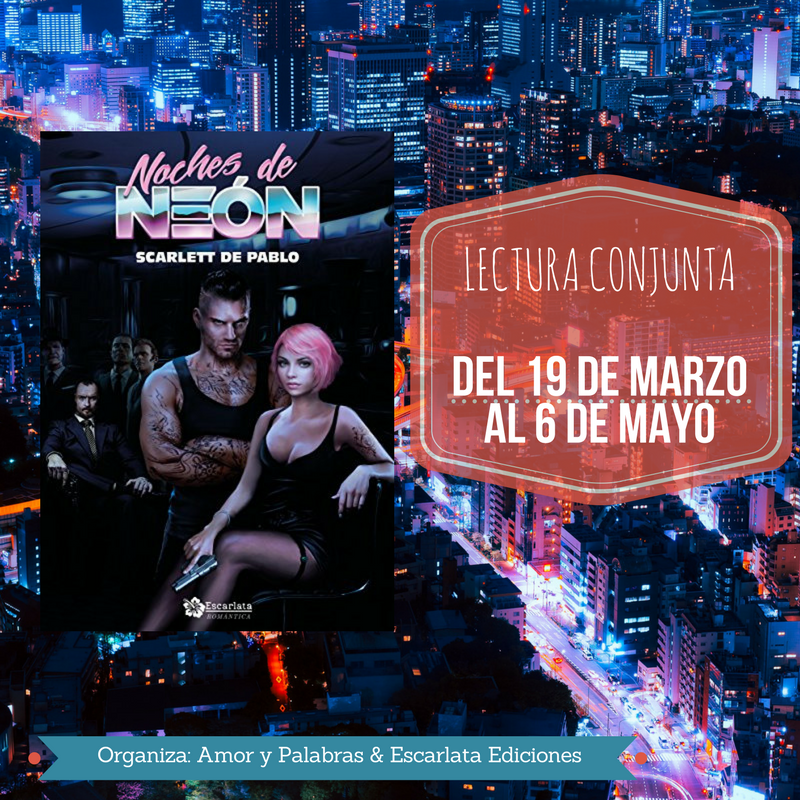 Noches de
NEÓN
SCARLETT DE PABLO
Escarlata
ROMÁNTICA
LECTURA CONJUNTA
DEL 19 DE MARZO
AL 6 DE MAYO
Organiza: Amor y Palabras & Escarlata Ediciones